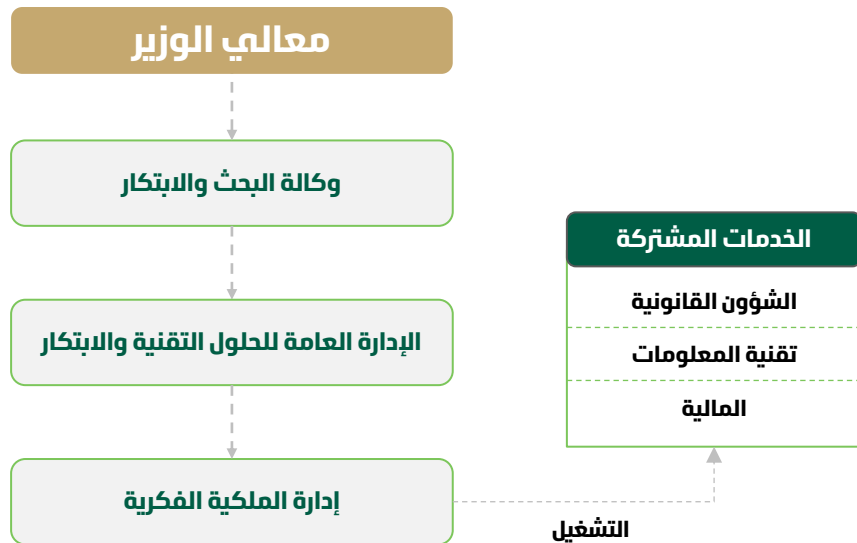 معالي الوزير
وكالة البحث والابتكار
الإدارة العامة للحلول التقنية والابتكار
إدارة الملكية الفكرية
الخدمات المشتركة
الشؤون القانونية
تقنية المعلومات
المالية
التشغيل